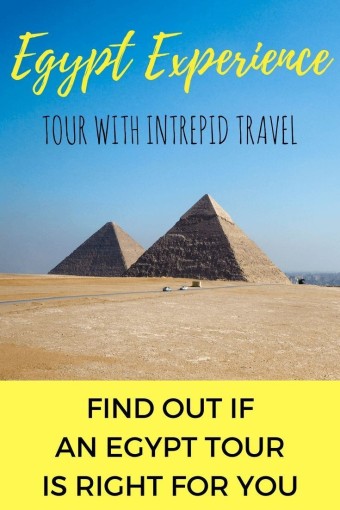 Egypt Experience
TOUR WITH INTREPID TRAVEL
FIND OUT IF
AN EGYPT TOUR
IS RIGHT FOR YOU